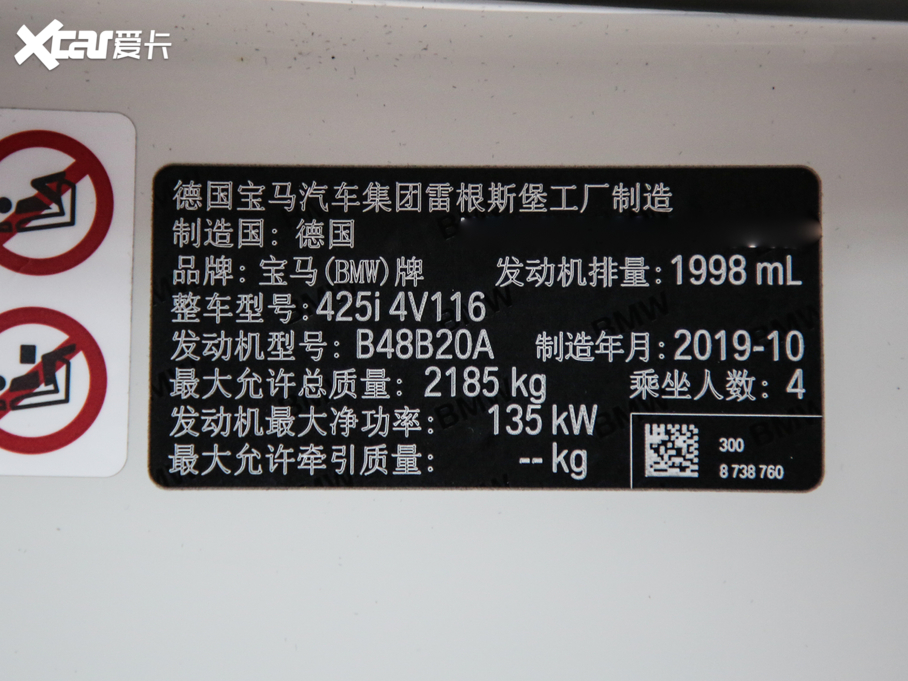 Xcar爱卡
德国宝马汽车集团雷根斯堡工厂制造
制造国：德国
品牌：宝马(BMW)牌 发动机排量：1998 mL
整车型号：425i 4V116
发动机型号：B48B20A 制造年月：2019-10
最大允许总质量：2185 kg 乘坐人数：4
发动机最大净功率：135 kW
最大允许牵引质量：-- kg
300
8 738 760